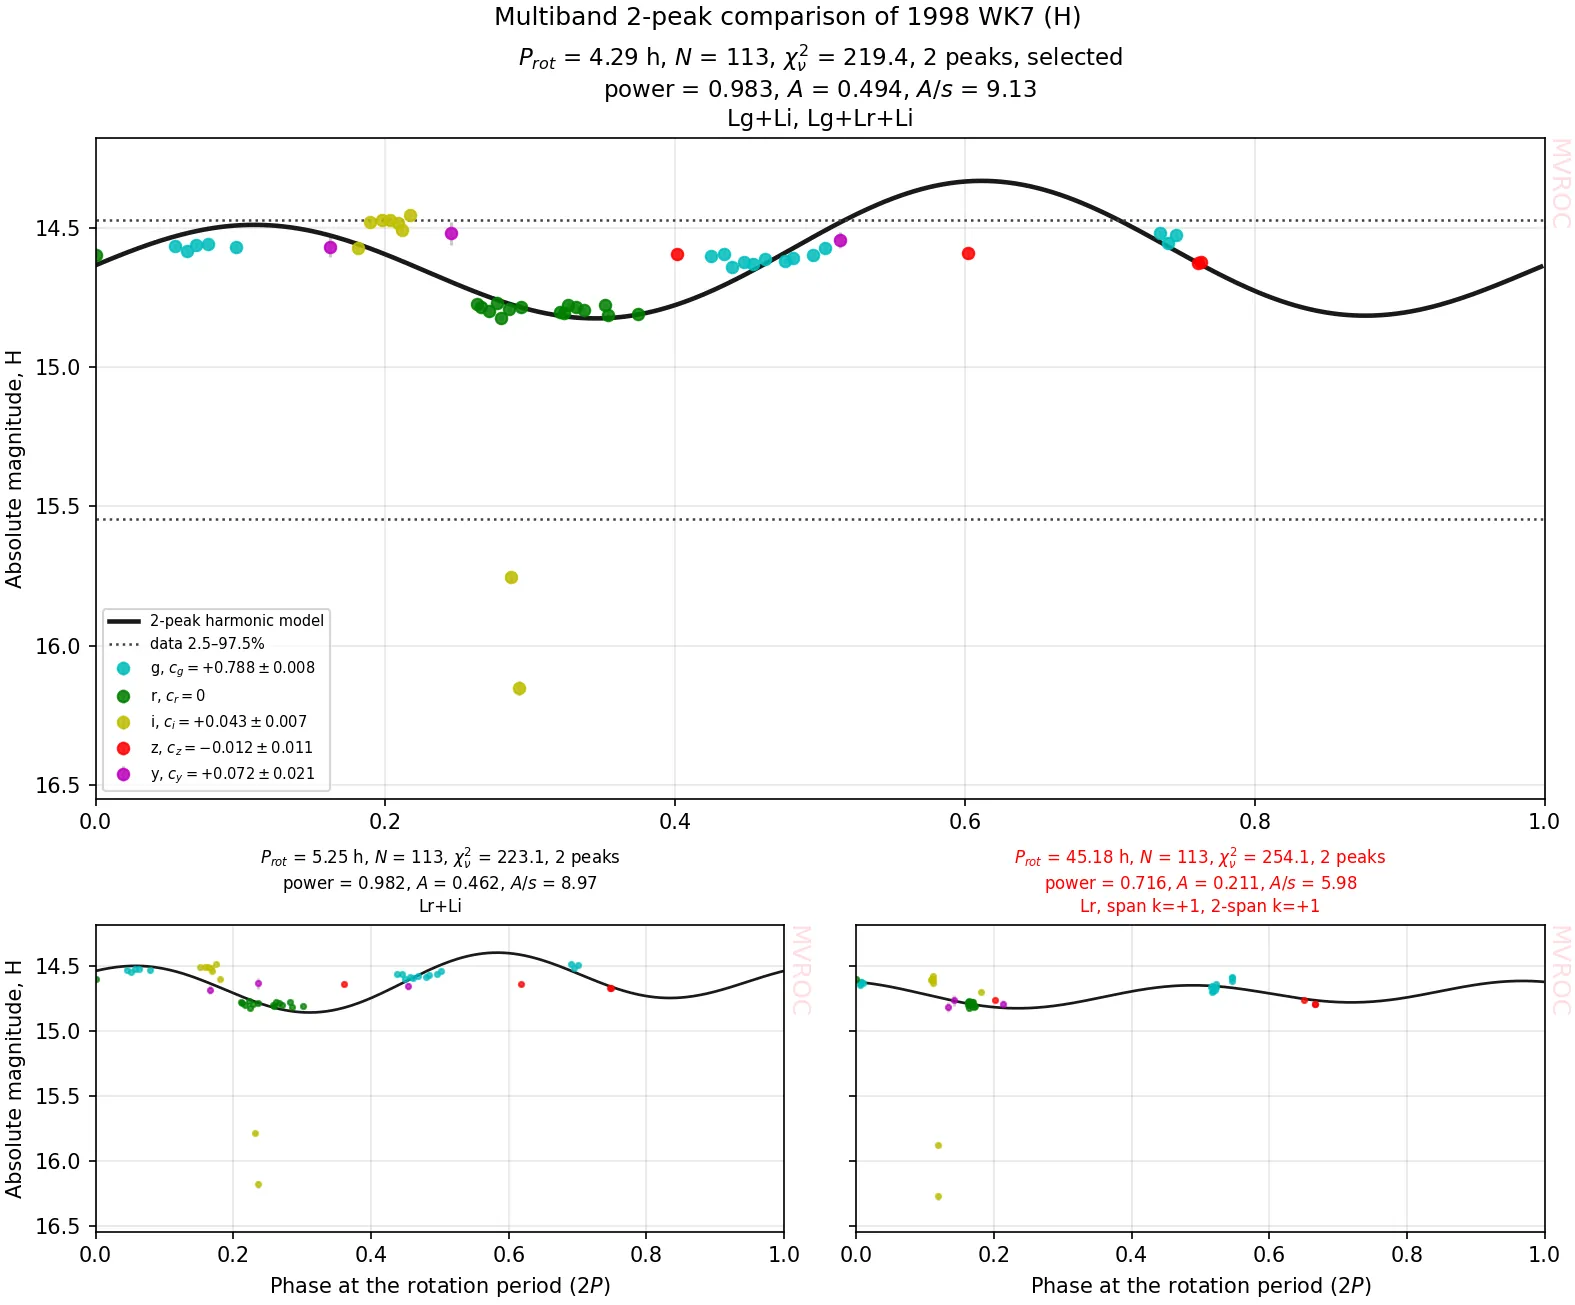 Multiband 2-peak comparison of 1998 WK7 (H)
P_rot = 4.29 h, N = 113, χ²_ν = 219.4, 2 peaks, selected
power = 0.983, A = 0.494, A/s = 9.13
Lg+Li, Lg+Lr+Li
MVROC
Absolute magnitude, H
14.5
15.0
15.5
16.0
16.5
2-peak harmonic model
data 2.5–97.5%
g, c_g = +0.788 ± 0.008
r, c_r = 0
i, c_i = +0.043 ± 0.007
z, c_z = −0.012 ± 0.011
y, c_y = +0.072 ± 0.021
0.0 0.2 0.4 0.6 0.8 1.0
P_rot = 5.25 h, N = 113, χ²_ν = 223.1, 2 peaks
power = 0.982, A = 0.462, A/s = 8.97
Lr+Li
MVROC
Absolute magnitude, H
14.5
15.0
15.5
16.0
16.5
0.0 0.2 0.4 0.6 0.8 1.0
Phase at the rotation period (2P)
P_rot = 45.18 h, N = 113, χ²_ν = 254.1, 2 peaks
power = 0.716, A = 0.211, A/s = 5.98
Lr, span k=+1, 2-span k=+1
MVROC
0.0 0.2 0.4 0.6 0.8 1.0
Phase at the rotation period (2P)